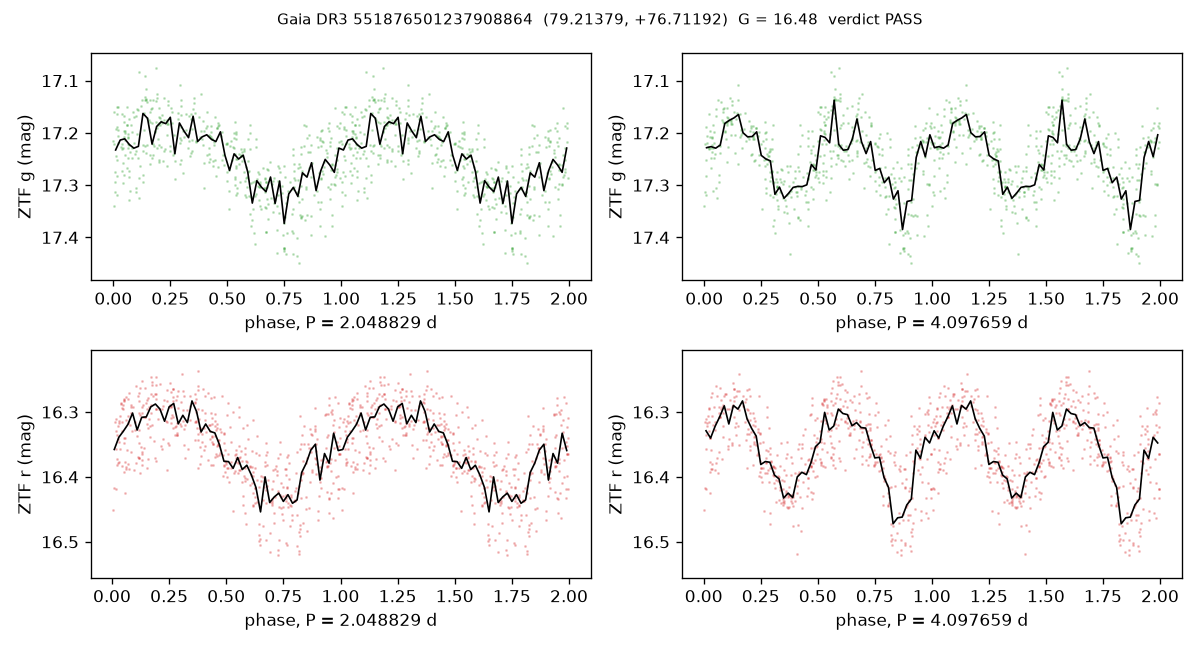 Gaia DR3 551876501237908864 (79.21379, +76.71192) G = 16.48 verdict PASS
ZTF g (mag)
17.1
17.2
17.3
17.4
0.00 0.25 0.50 0.75 1.00 1.25 1.50 1.75 2.00
phase, P = 2.048829 d
ZTF g (mag)
17.1
17.2
17.3
17.4
0.00 0.25 0.50 0.75 1.00 1.25 1.50 1.75 2.00
phase, P = 4.097659 d
ZTF r (mag)
16.3
16.4
16.5
0.00 0.25 0.50 0.75 1.00 1.25 1.50 1.75 2.00
phase, P = 2.048829 d
ZTF r (mag)
16.3
16.4
16.5
0.00 0.25 0.50 0.75 1.00 1.25 1.50 1.75 2.00
phase, P = 4.097659 d